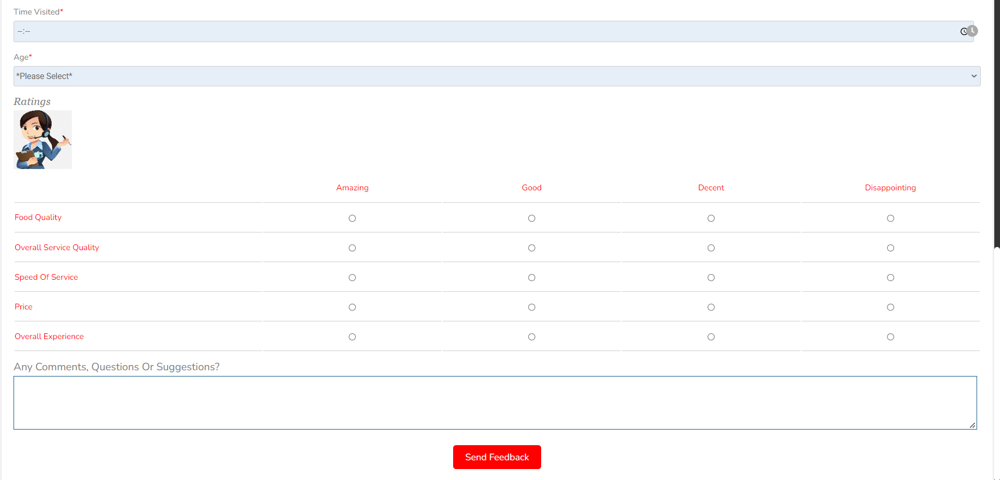 Time Visited*
--:--
Age*
*Please Select*
Ratings
Amazing Good Decent Disappointing
Food Quality
Overall Service Quality
Speed Of Service
Price
Overall Experience
Any Comments, Questions Or Suggestions?
Send Feedback